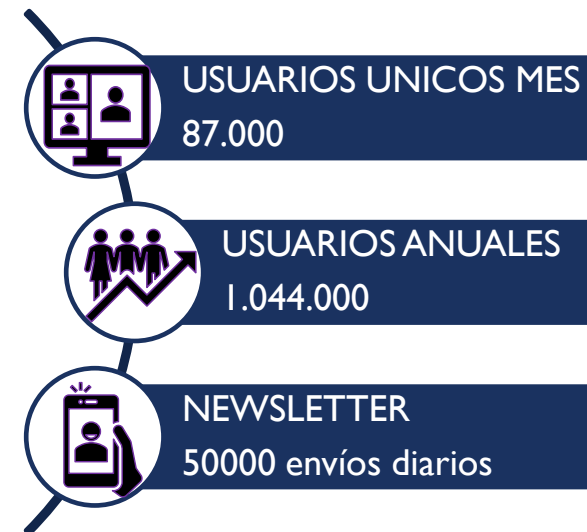 USUARIOS UNICOS MES
87.000
USUARIOS ANUALES
1.044.000
NEWSLETTER
50000 envíos diarios